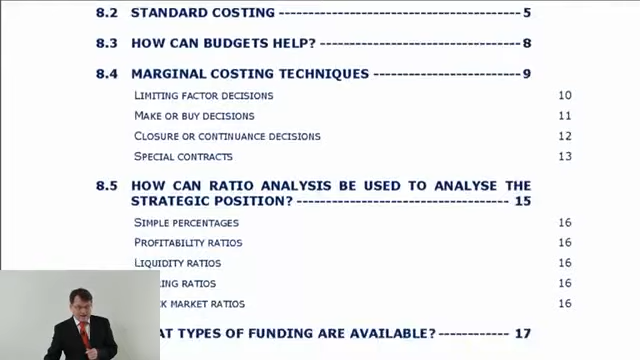 8.2 STANDARD COSTING 5
8.3 HOW CAN BUDGETS HELP? 8
8.4 MARGINAL COSTING TECHNIQUES 9
LIMITING FACTOR DECISIONS 10
MAKE OR BUY DECISIONS 11
CLOSURE OR CONTINUANCE DECISIONS 12
SPECIAL CONTRACTS 13
8.5 HOW CAN RATIO ANALYSIS BE USED TO ANALYSE THE
STRATEGIC POSITION? 15
SIMPLE PERCENTAGES 16
PROFITABILITY RATIOS 16
LIQUIDITY RATIOS 16
RATIOS 16
MARKET RATIOS 16
TYPES OF FUNDING ARE AVAILABLE? 17